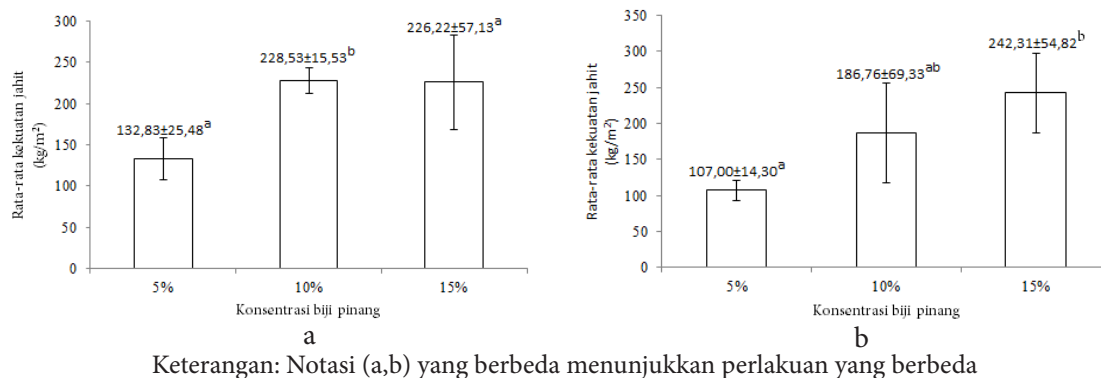 Rata-rata kekuatan jahit
(kg/m²)
300
250
200
150
100
50
0
132,83±25,48ᵃ
228,53±15,53ᵇ
226,22±57,13ᵃ
5%
10%
15%
Konsentrasi biji pinang
a
Rata-rata kekuatan jahit
(kg/m²)
350
300
250
200
150
100
50
0
107,00±14,30ᵃ
186,76±69,33ᵃᵇ
242,31±54,82ᵇ
5%
10%
15%
Konsentrasi biji pinang
b
Keterangan: Notasi (a,b) yang berbeda menunjukkan perlakuan yang berbeda